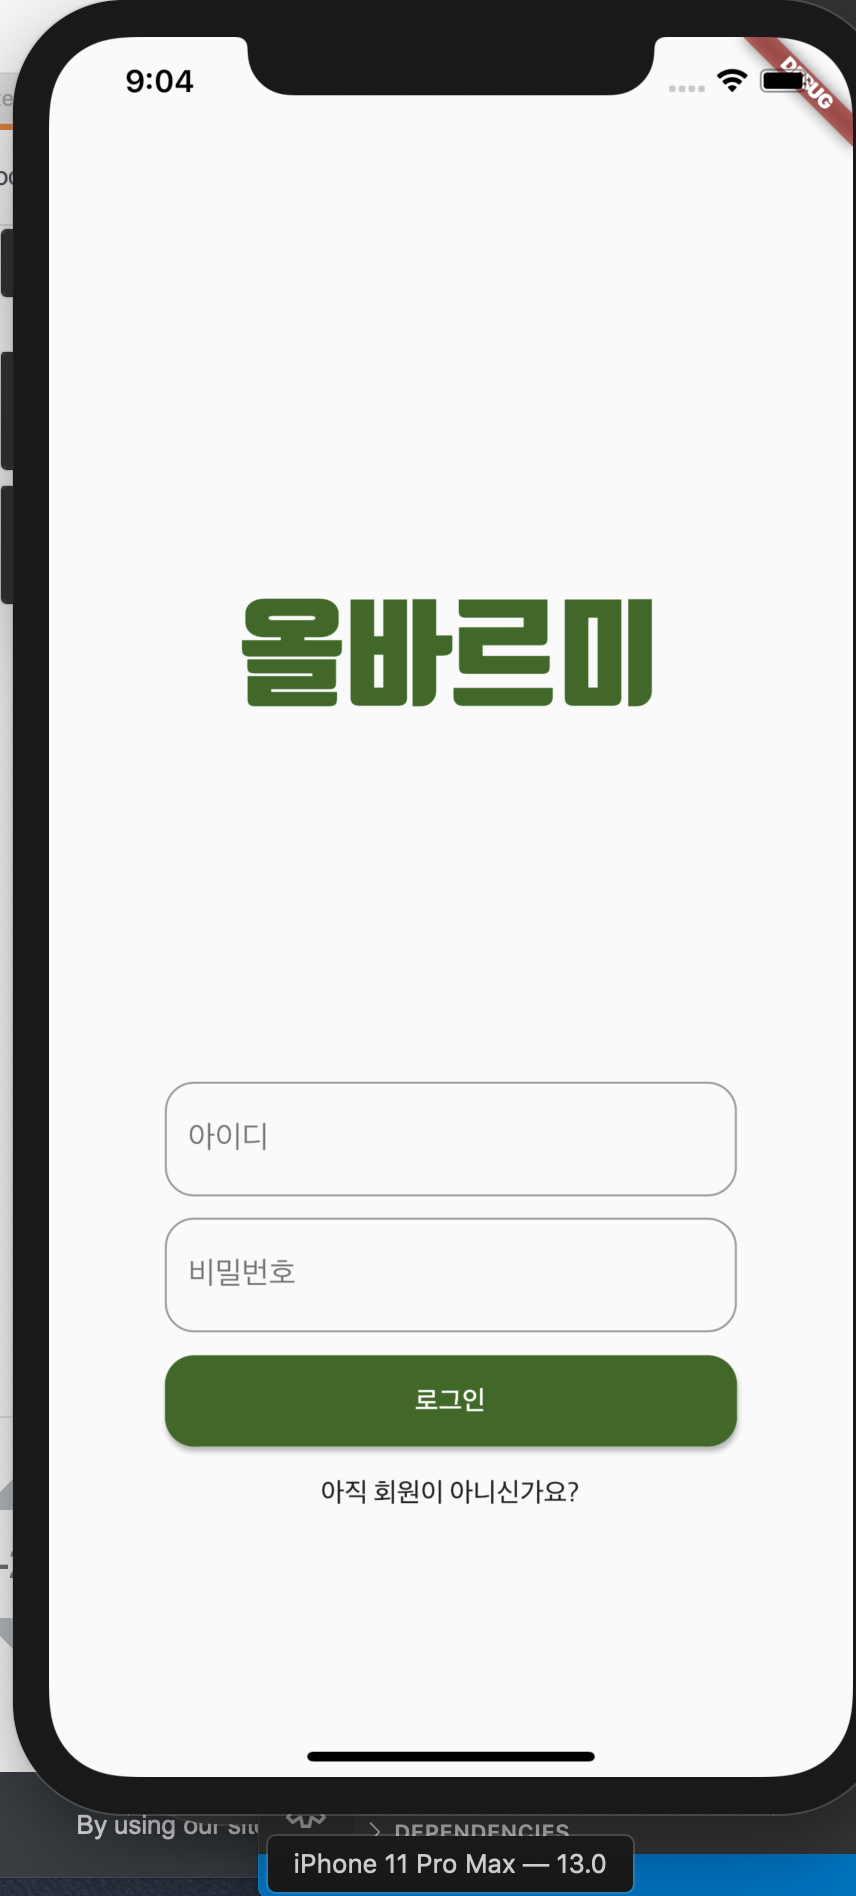 9:04
DEBUG
올바르미
아이디
비밀번호
로그인
아직 회원이 아니신가요?
By using our site
DEPENDENCIES
iPhone 11 Pro Max — 13.0